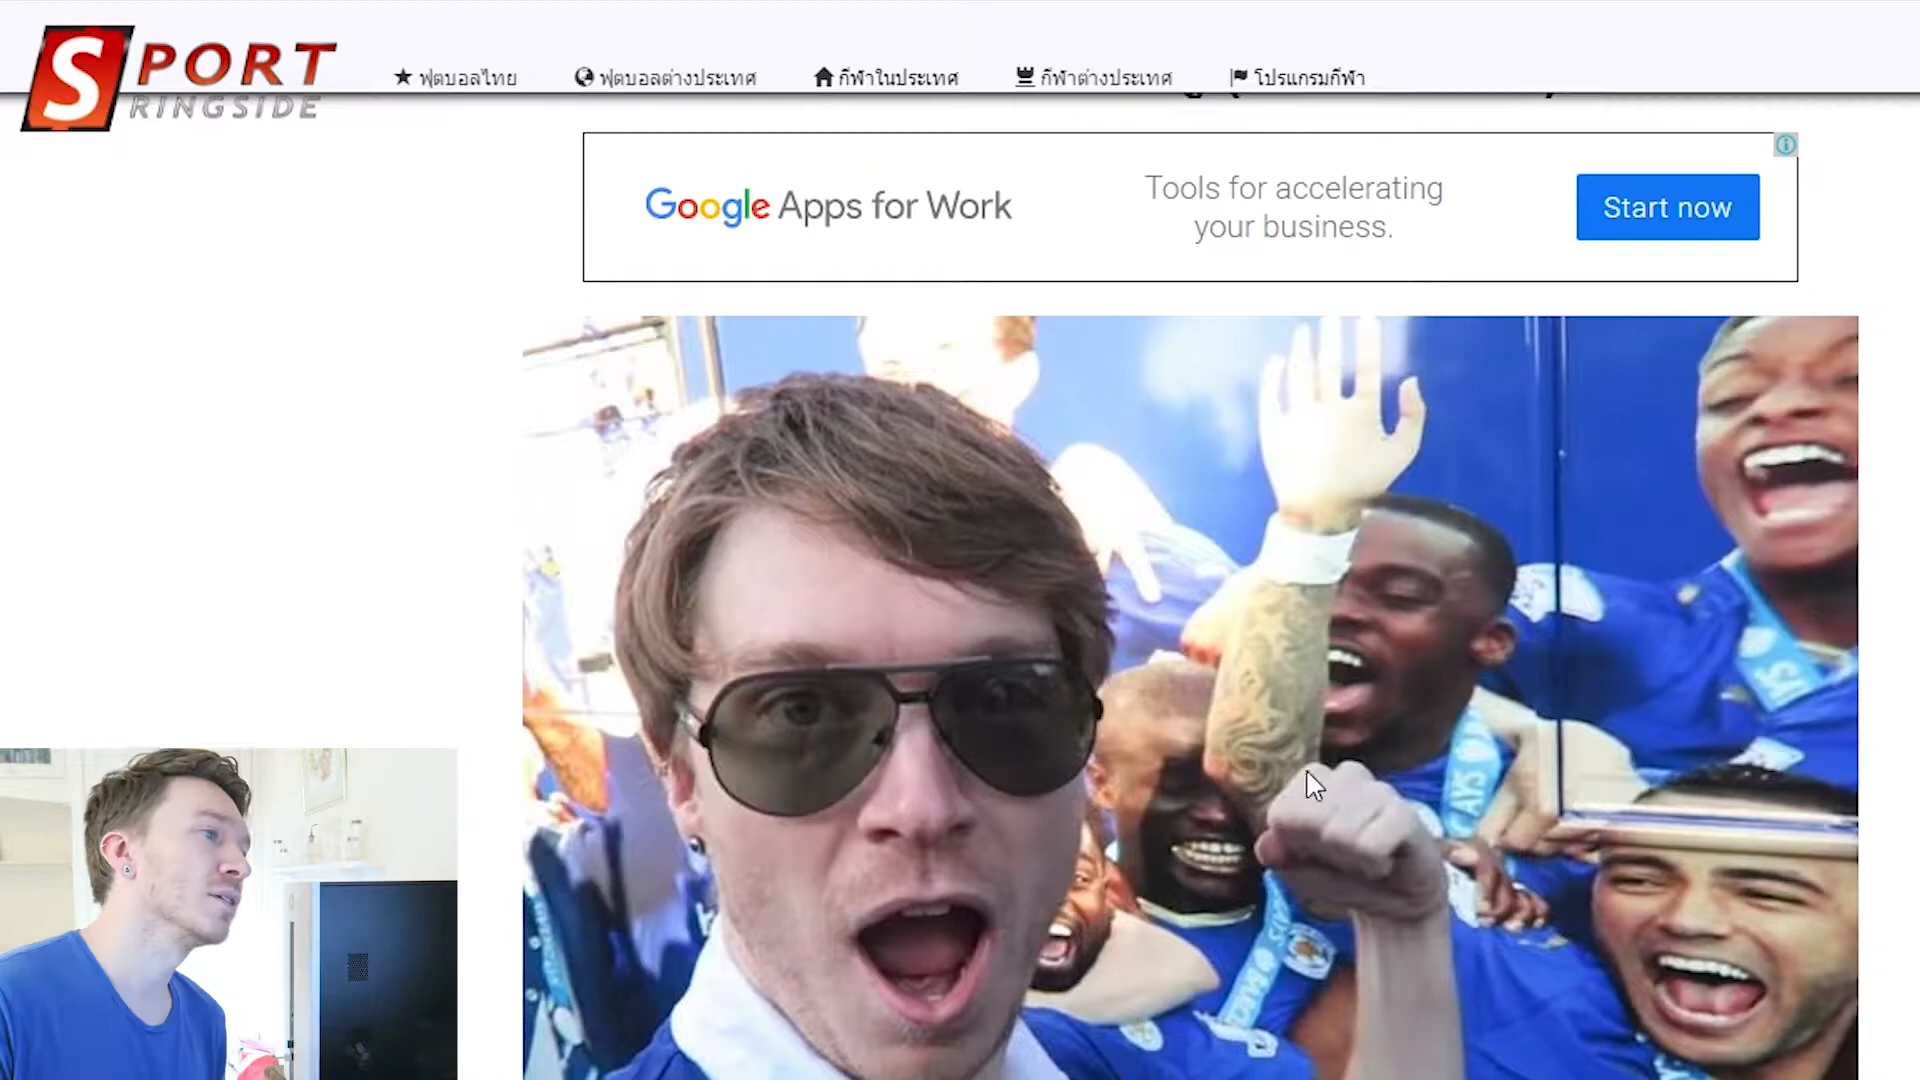 SPORT
RINGSIDE
ฟุตบอลไทย
ฟุตบอลต่างประเทศ
กีฬาในประเทศ
กีฬาต่างประเทศ
โปรแกรมกีฬา
Google Apps for Work
Tools for accelerating
your business.
Start now